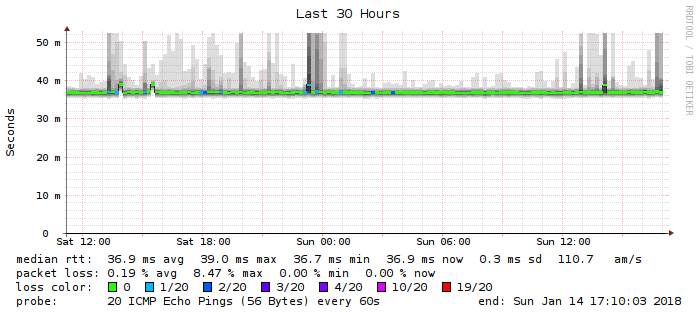 Last 30 Hours
RRDTOOL / TOBI OETIKER
Seconds
50 m
40 m
30 m
20 m
10 m
0
Sat 12:00 Sat 18:00 Sun 00:00 Sun 06:00 Sun 12:00
median rtt: 36.9 ms avg 39.0 ms max 36.7 ms min 36.9 ms now 0.3 ms sd 110.7 am/s
packet loss: 0.19 % avg 8.47 % max 0.00 % min 0.00 % now
loss color: 0 1/20 2/20 3/20 4/20 10/20 19/20
probe: 20 ICMP Echo Pings (56 Bytes) every 60s end: Sun Jan 14 17:10:03 2018